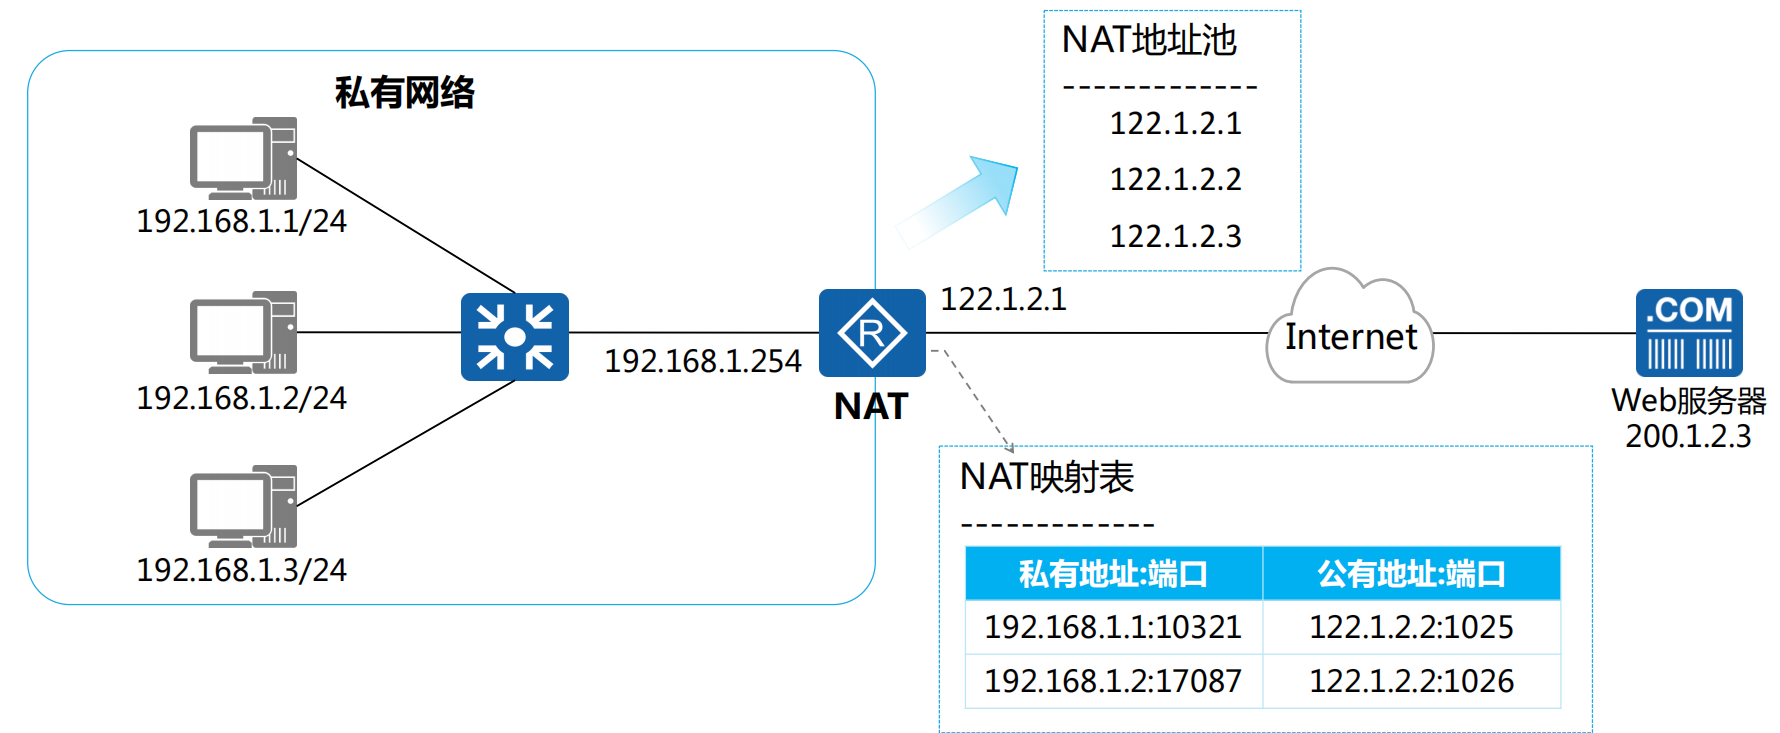 私有网络
192.168.1.1/24
192.168.1.2/24
192.168.1.3/24
192.168.1.254
R
NAT
122.1.2.1
NAT地址池
-------------
122.1.2.1
122.1.2.2
122.1.2.3
Internet
.COM
Web服务器
200.1.2.3
NAT映射表
-------------
私有地址:端口 公有地址:端口
192.168.1.1:10321 122.1.2.2:1025
192.168.1.2:17087 122.1.2.2:1026